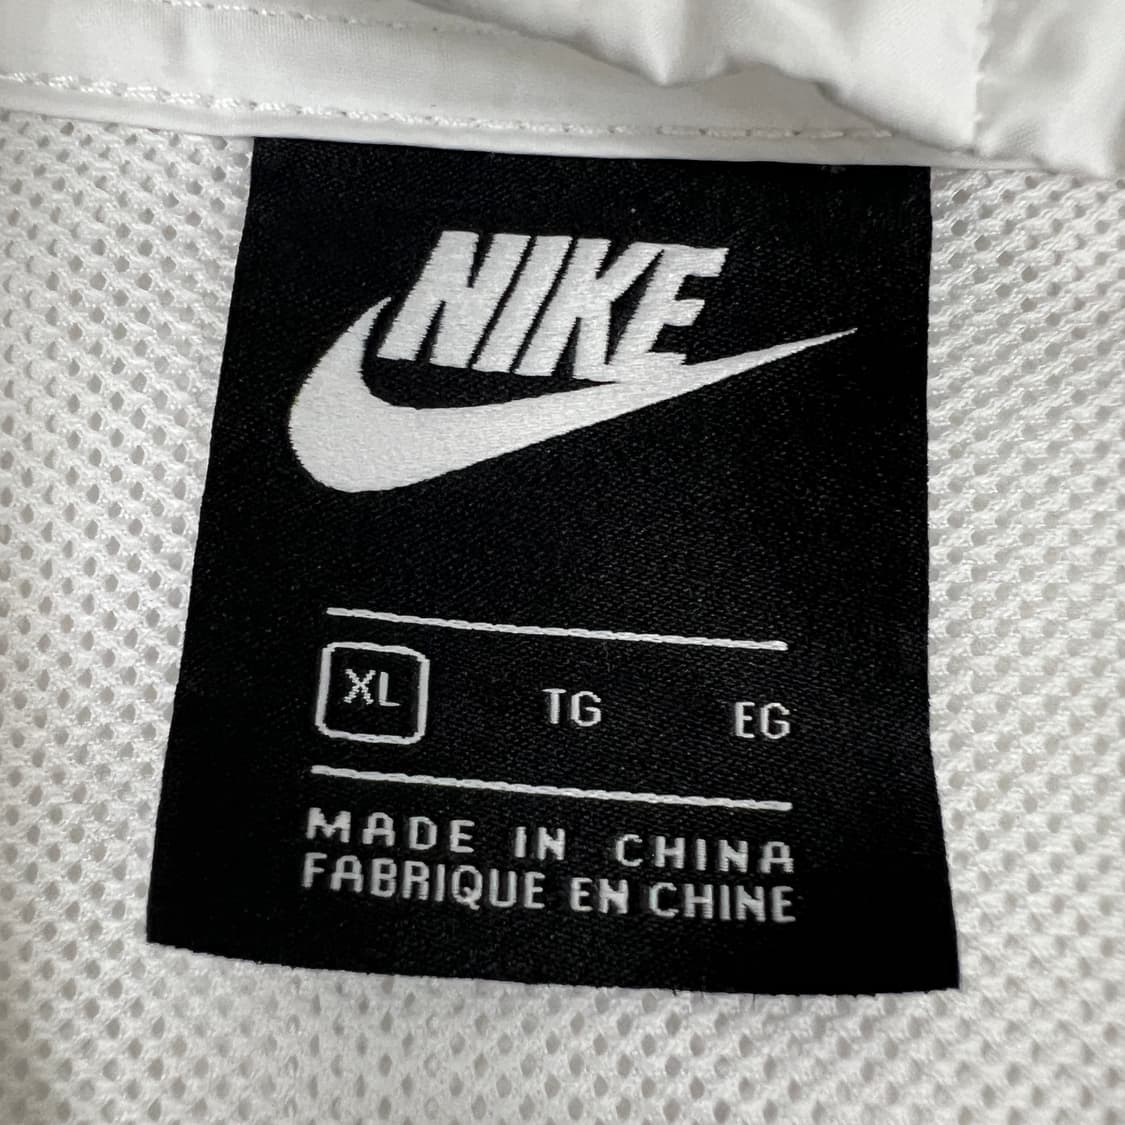 NIKE
XL TG EG
MADE IN CHINA
FABRIQUE EN CHINE